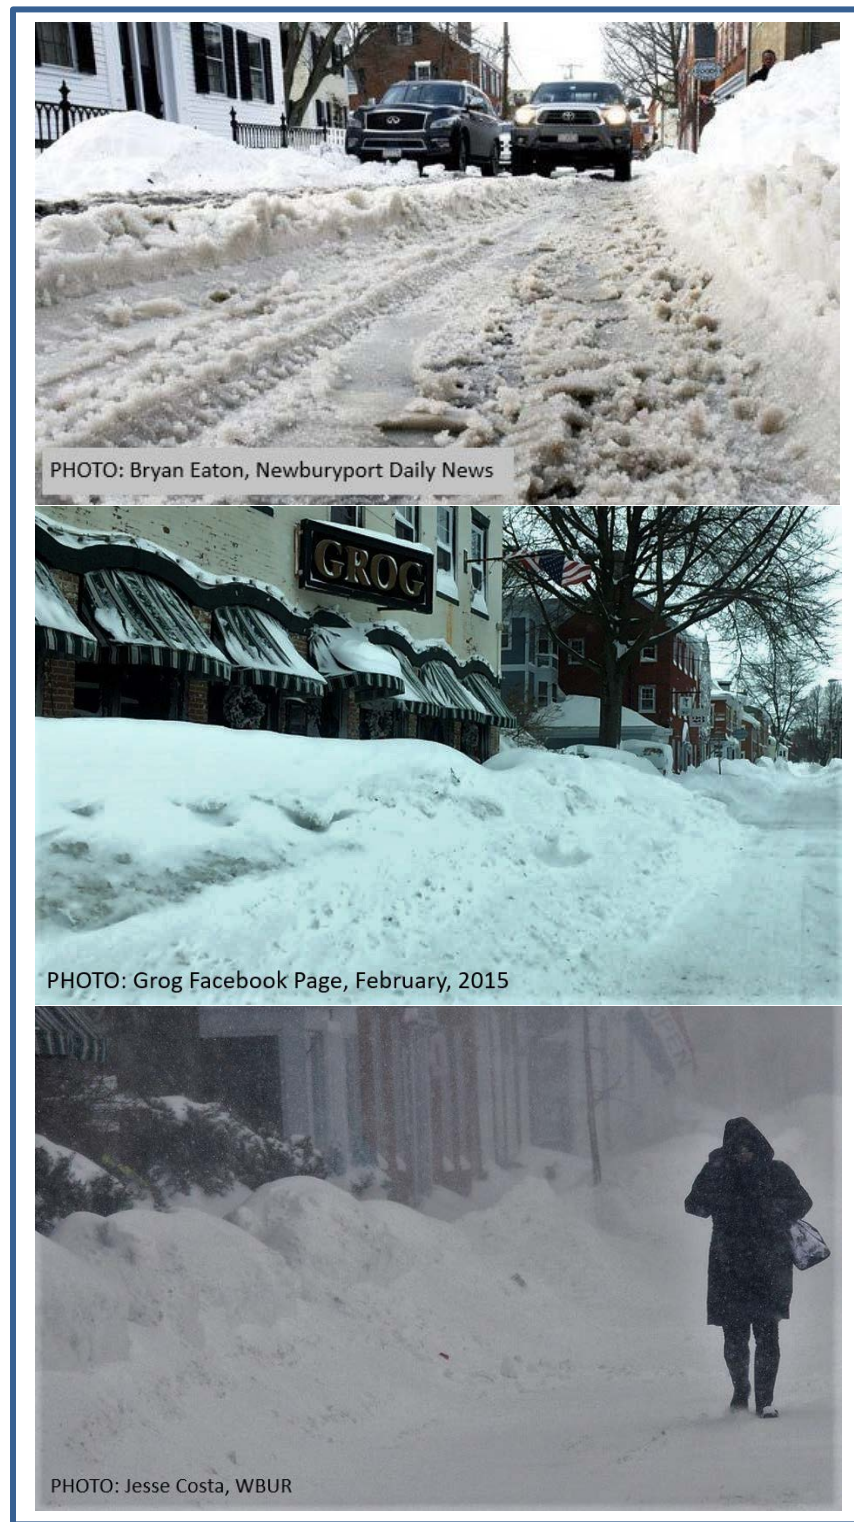 PHOTO: Bryan Eaton, Newburyport Daily News
GROG
PHOTO: Grog Facebook Page, February, 2015
PHOTO: Jesse Costa, WBUR